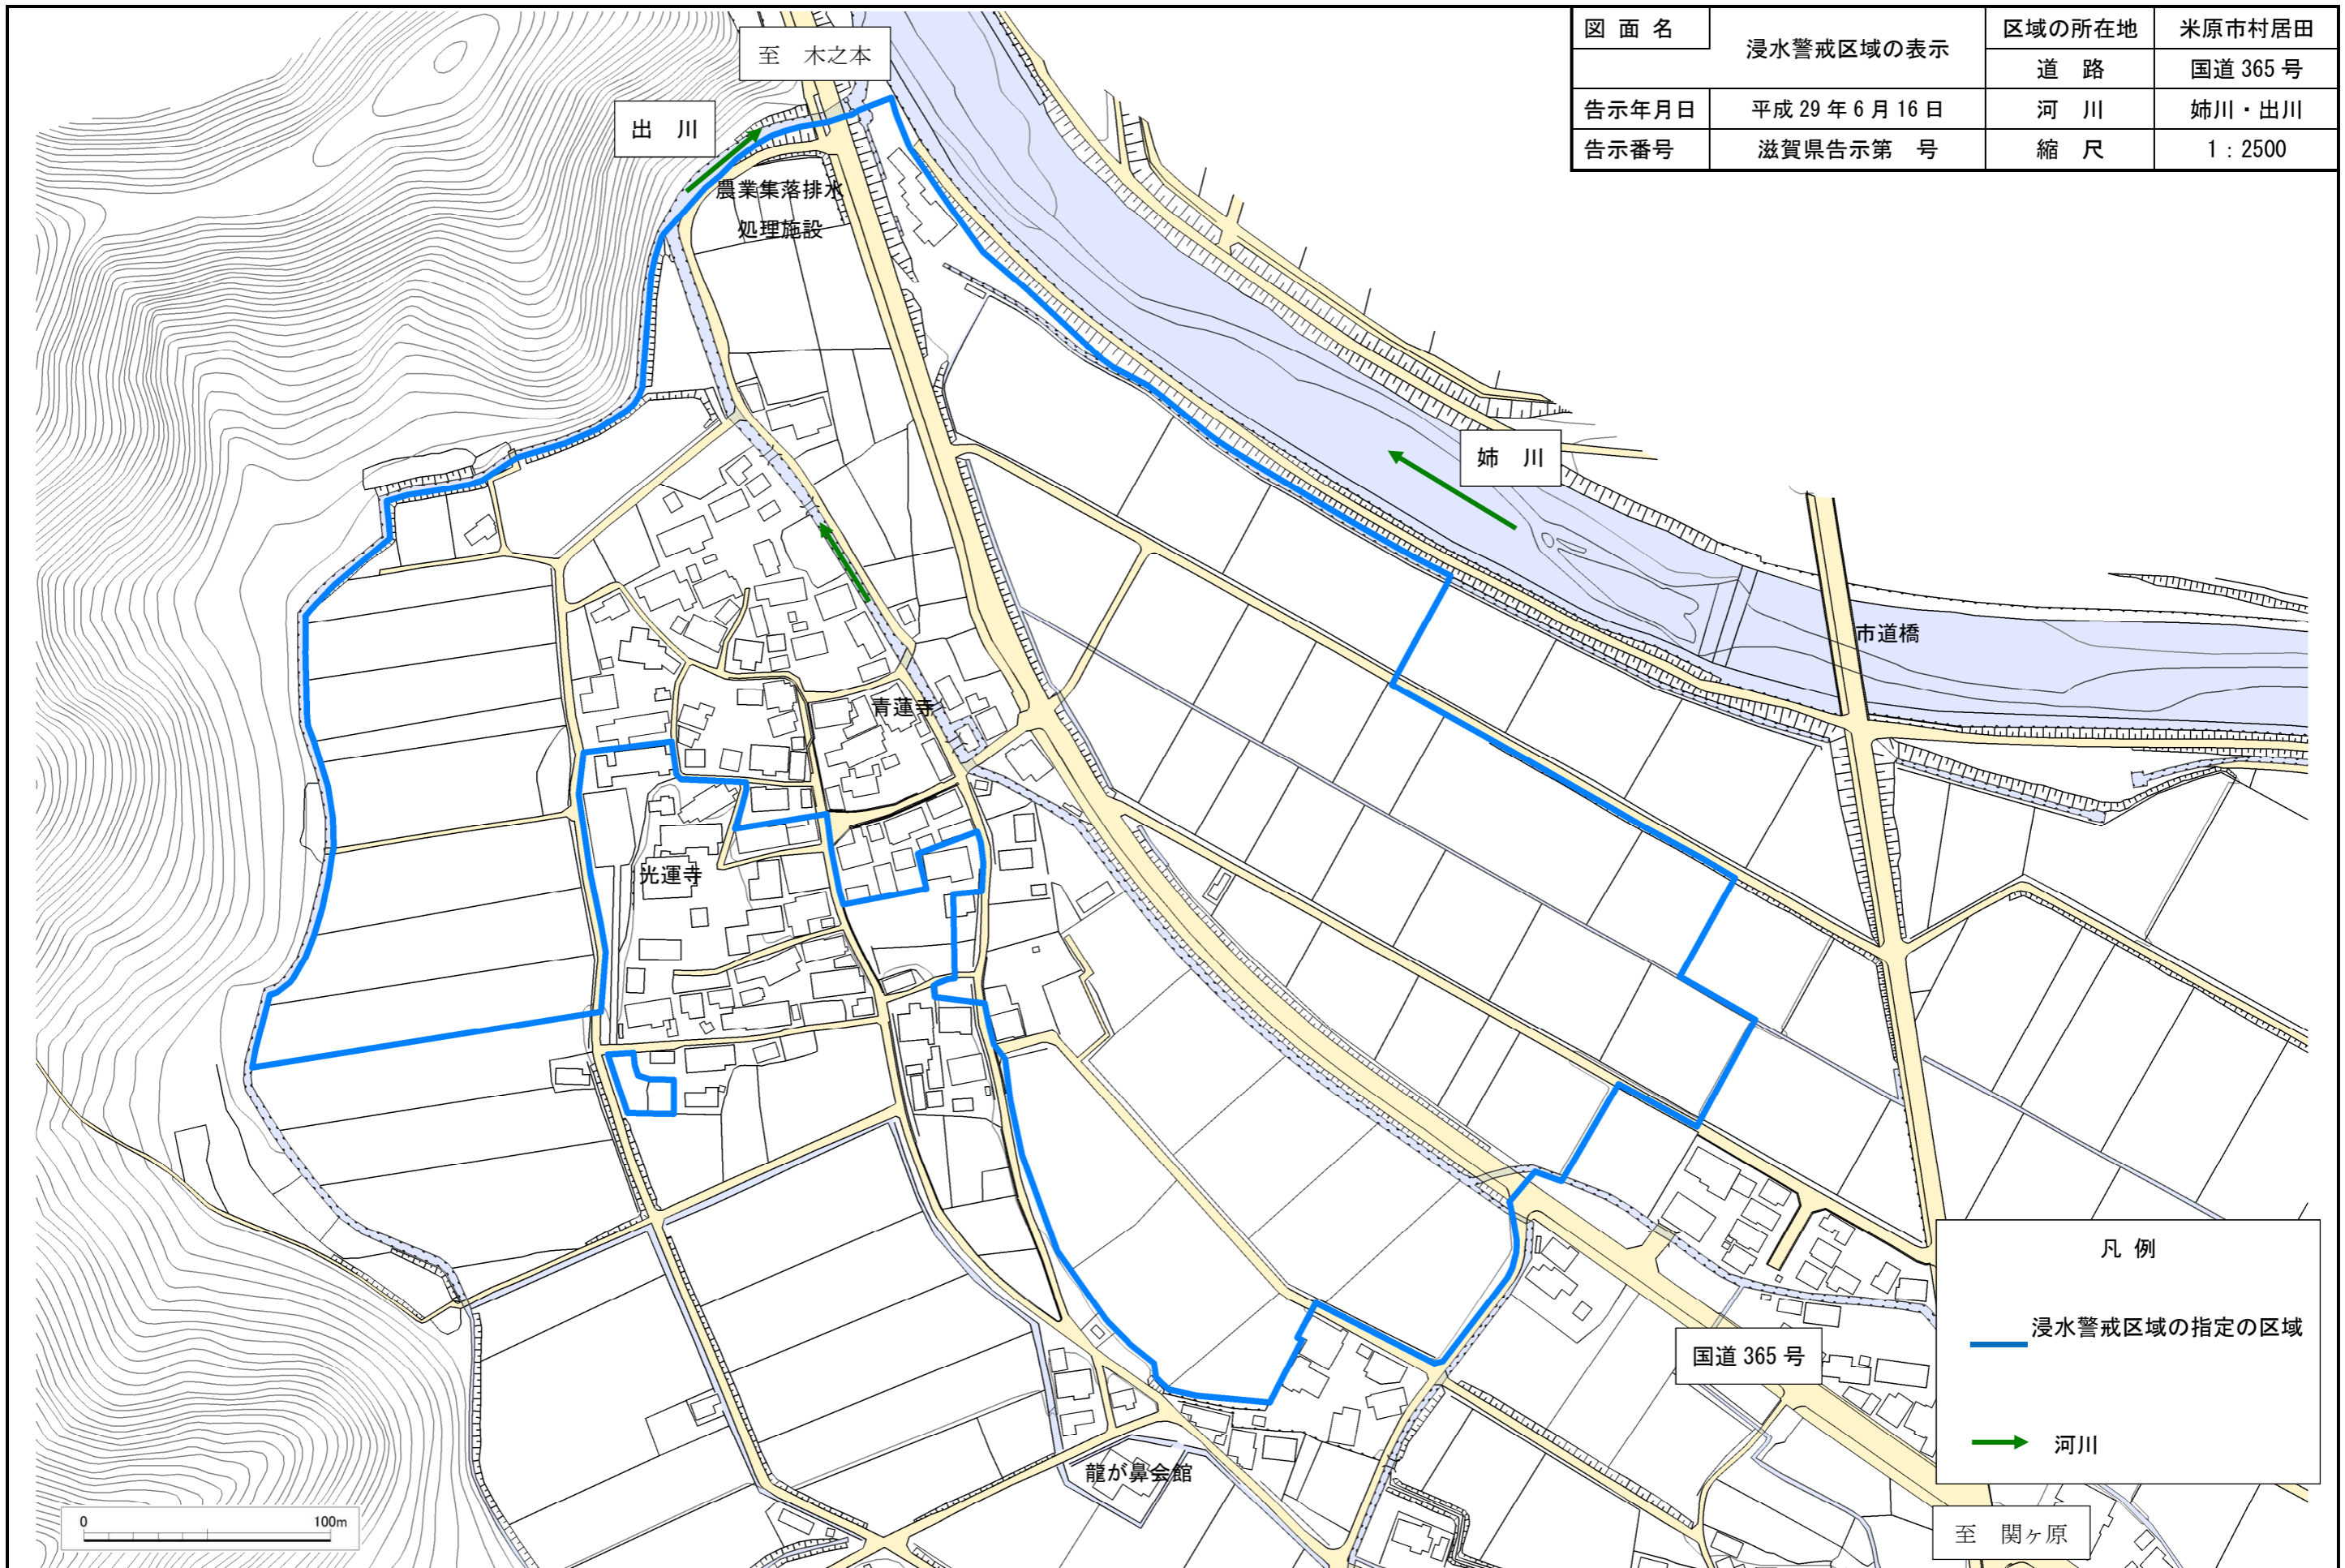 図 面 名
浸水警戒区域の表示
区域の所在地
米原市村居田
道 路
国道 365 号
告示年月日
平成 29 年 6 月 16 日
河 川
姉川・出川
告示番号
滋賀県告示第　号
縮 尺
1：2500
至　木之本
出　川
農業集落排水
処理施設
姉　川
市道橋
青蓮寺
光運寺
国道 365 号
龍が鼻会館
至　関ヶ原
凡 例
浸水警戒区域の指定の区域
河川
0
100m